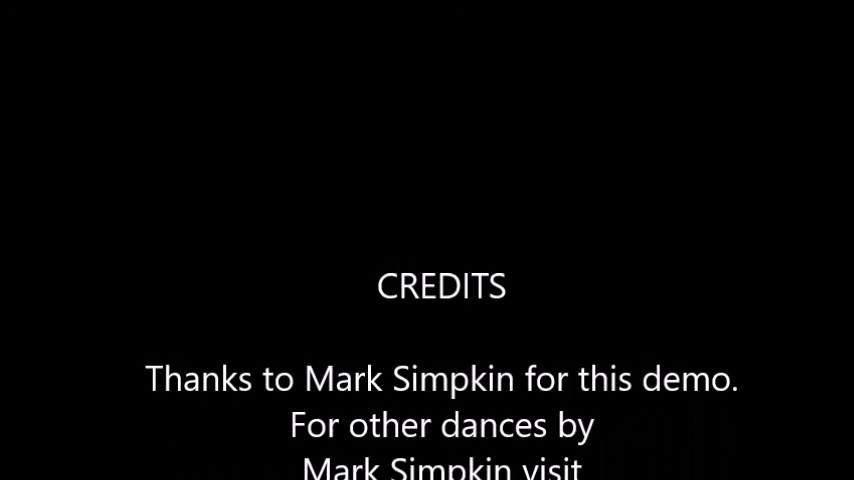 CREDITS
Thanks to Mark Simpkin for this demo.
For other dances by
Mark Simpkin visit